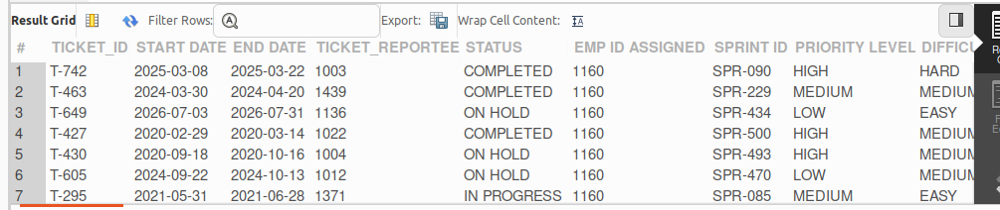 Result Grid Filter Rows: Export: Wrap Cell Content: IA
# TICKET_ID START DATE END DATE TICKET_REPORTEE STATUS EMP ID ASSIGNED SPRINT ID PRIORITY LEVEL DIFFICU
1 T-742 2025-03-08 2025-03-22 1003 COMPLETED 1160 SPR-090 HIGH HARD
2 T-463 2024-03-30 2024-04-20 1439 COMPLETED 1160 SPR-229 MEDIUM MEDIUM
3 T-649 2026-07-03 2026-07-31 1136 ON HOLD 1160 SPR-434 LOW EASY
4 T-427 2020-02-29 2020-03-14 1022 COMPLETED 1160 SPR-500 HIGH MEDIUM
5 T-430 2020-09-18 2020-10-16 1004 ON HOLD 1160 SPR-493 HIGH MEDIUM
6 T-605 2024-09-22 2024-10-13 1012 ON HOLD 1160 SPR-470 LOW MEDIUM
7 T-295 2021-05-31 2021-06-28 1371 IN PROGRESS 1160 SPR-085 MEDIUM EASY